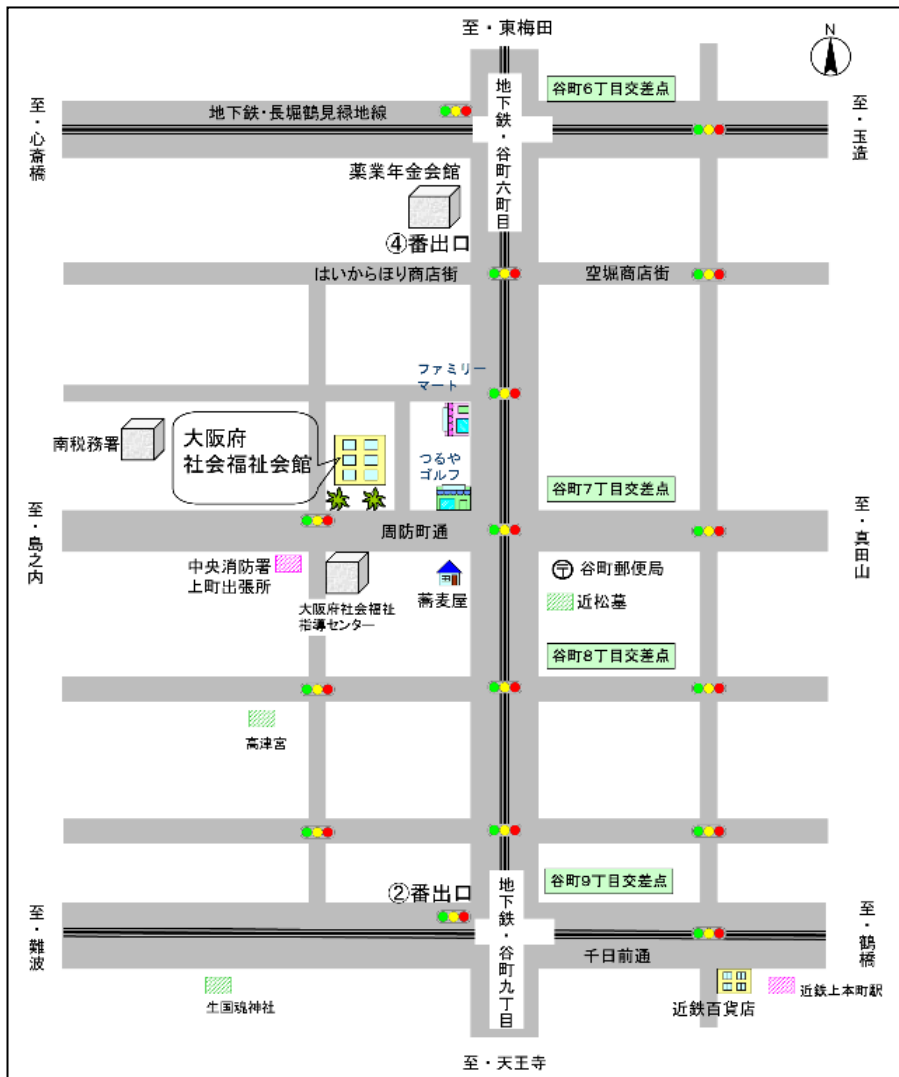 至・東梅田
N
谷町6丁目交差点
地下鉄・長堀鶴見緑地線
至・心斎橋
至・玉造
地下鉄・谷町六町目
薬業年金会館
④番出口
はいからほり商店街
空堀商店街
ファミリー
マート
南税務署
大阪府
社会福祉会館
つるや
ゴルフ
谷町7丁目交差点
至・島之内
周防町通
至・真田山
中央消防署
上町出張所
大阪府社会福祉
指導センター
蕎麦屋
〒
谷町郵便局
近松墓
谷町8丁目交差点
高津宮
②番出口
谷町9丁目交差点
地下鉄・谷町九丁目
至・難波
至・鶴橋
千日前通
生国魂神社
近鉄百貨店
近鉄上本町駅
至・天王寺